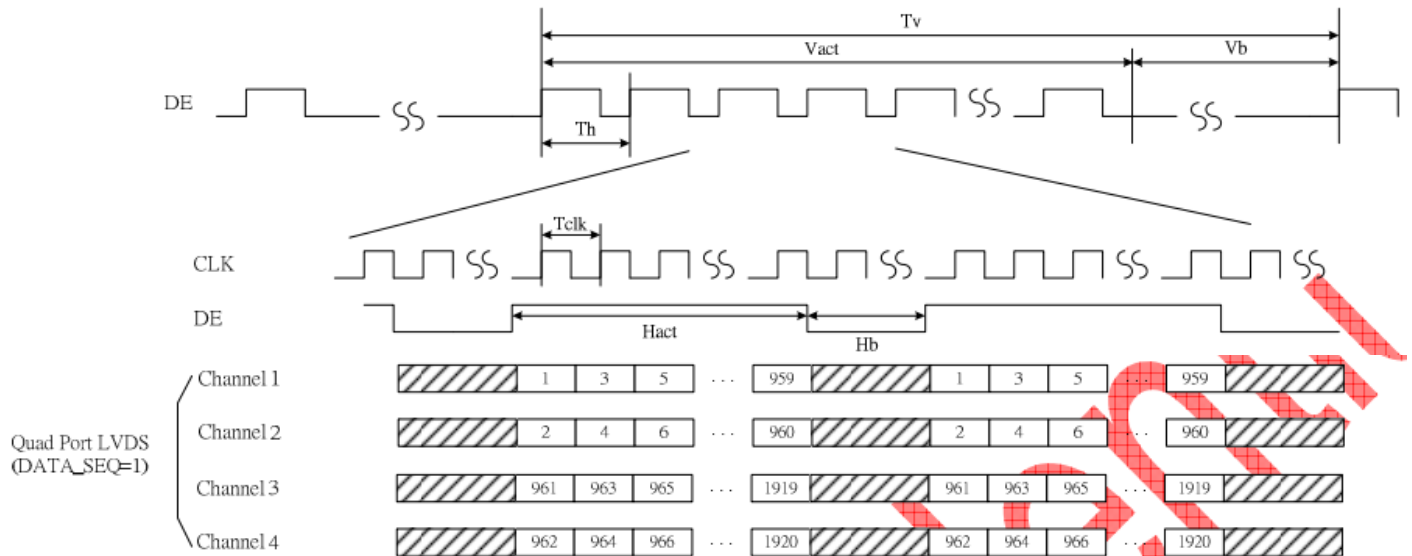 Tv
Vact Vb
DE
Th
Tclk
CLK
DE
Hact
Hb
Channel 1 1 3 5 ... 959 1 3 5 ... 959
Channel 2 2 4 6 ... 960 2 4 6 ... 960
Quad Port LVDS
(DATA_SEQ=1)
Channel 3 961 963 965 ... 1919 961 963 965 ... 1919
Channel 4 962 964 966 ... 1920 962 964 966 ... 1920